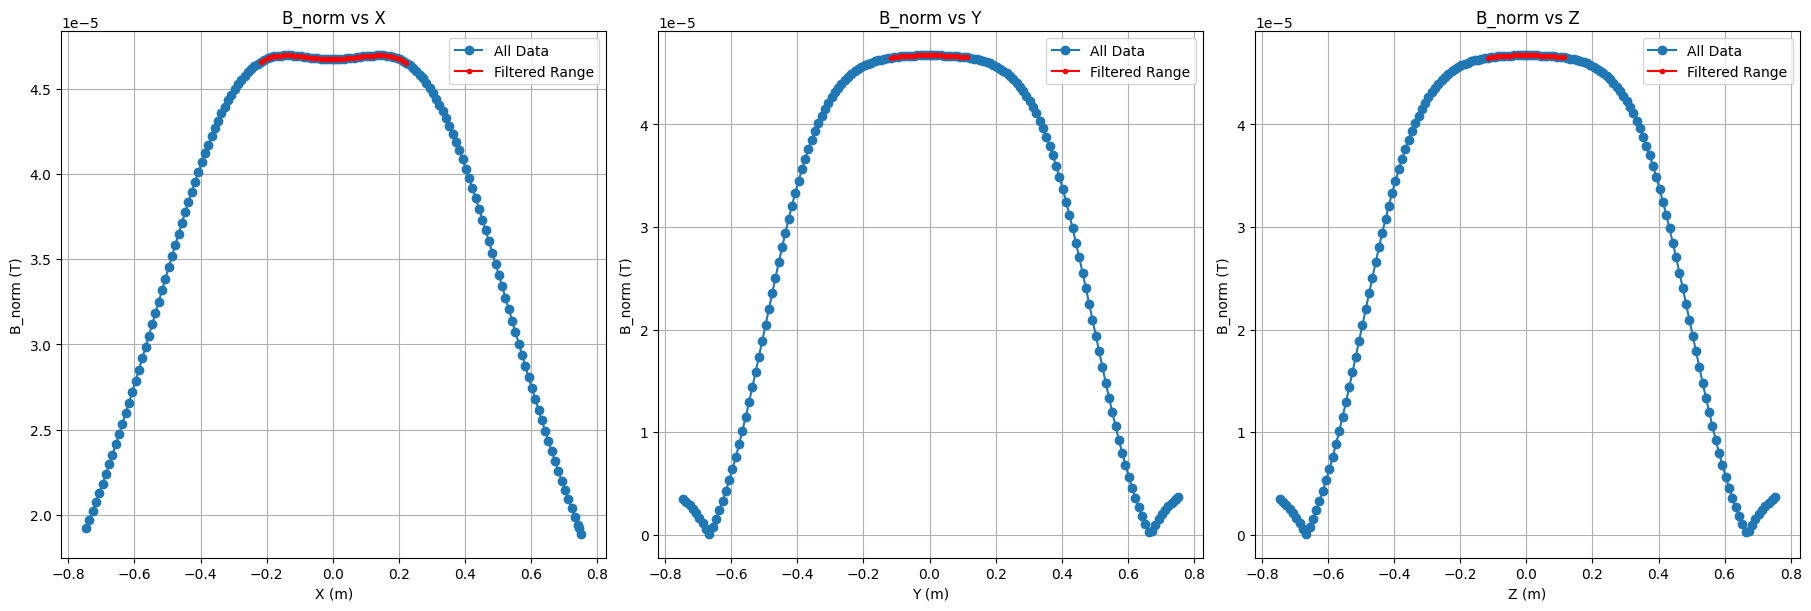 B_norm vs X
1e−5
All Data
Filtered Range
4.5
4.0
3.5
3.0
2.5
2.0
B_norm (T)
−0.8 −0.6 −0.4 −0.2 0.0 0.2 0.4 0.6 0.8
X (m)
B_norm vs Y
1e−5
All Data
Filtered Range
4
3
2
1
0
B_norm (T)
−0.8 −0.6 −0.4 −0.2 0.0 0.2 0.4 0.6 0.8
Y (m)
B_norm vs Z
1e−5
All Data
Filtered Range
4
3
2
1
0
B_norm (T)
−0.8 −0.6 −0.4 −0.2 0.0 0.2 0.4 0.6 0.8
Z (m)